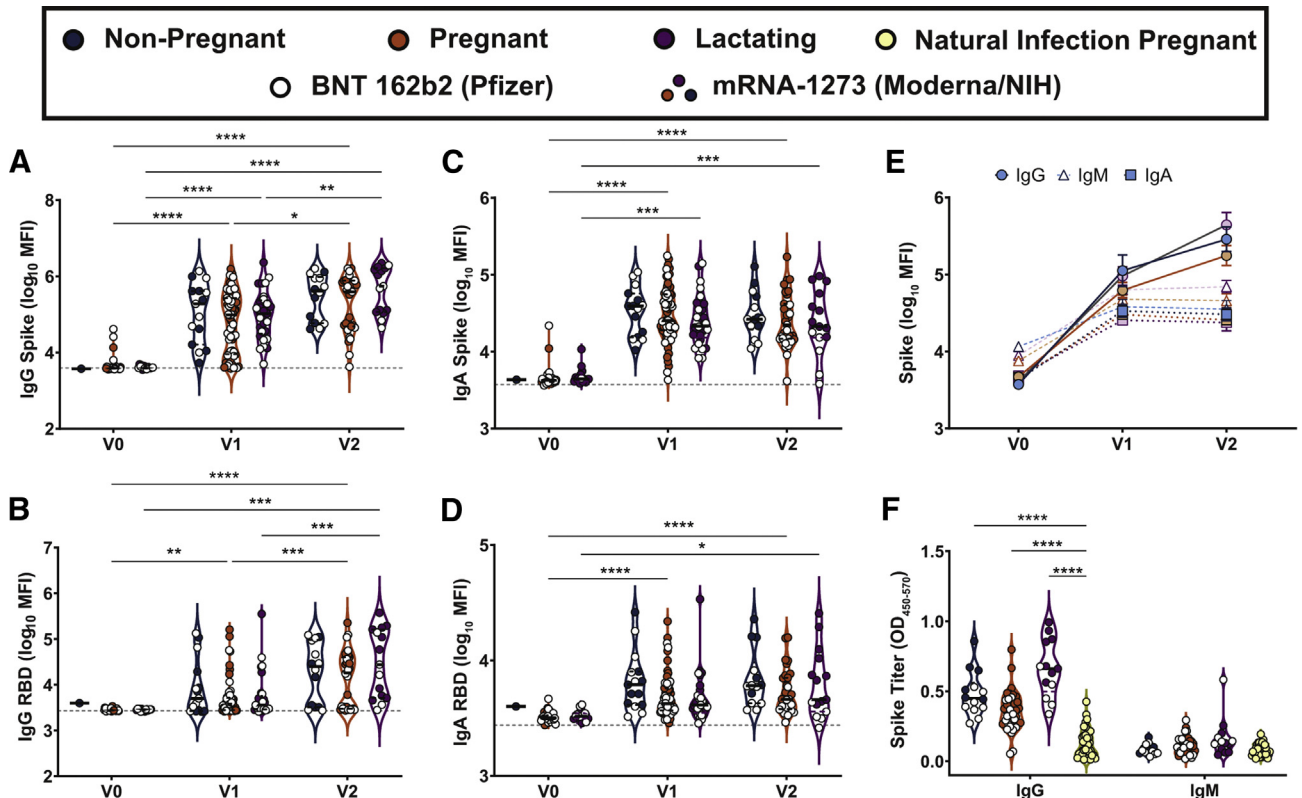 Non-Pregnant Pregnant Lactating Natural Infection Pregnant
BNT 162b2 (Pfizer) mRNA-1273 (Moderna/NIH)
A
****
****
**** **
**** *
IgG Spike (log10 MFI)
8
6
4
2
V0 V1 V2
C
****
***
****
***
IgA Spike (log10 MFI)
6
5
4
3
V0 V1 V2
E
IgG IgM IgA
Spike (log10 MFI)
6
5
4
3
V0 V1 V2
B
****
***
***
** ***
IgG RBD (log10 MFI)
7
6
5
4
3
2
V0 V1 V2
D
****
*
****
IgA RBD (log10 MFI)
5
4
3
V0 V1 V2
F
****
****
****
Spike Titer (OD450-570)
1.5
1.0
0.5
0.0
IgG IgM